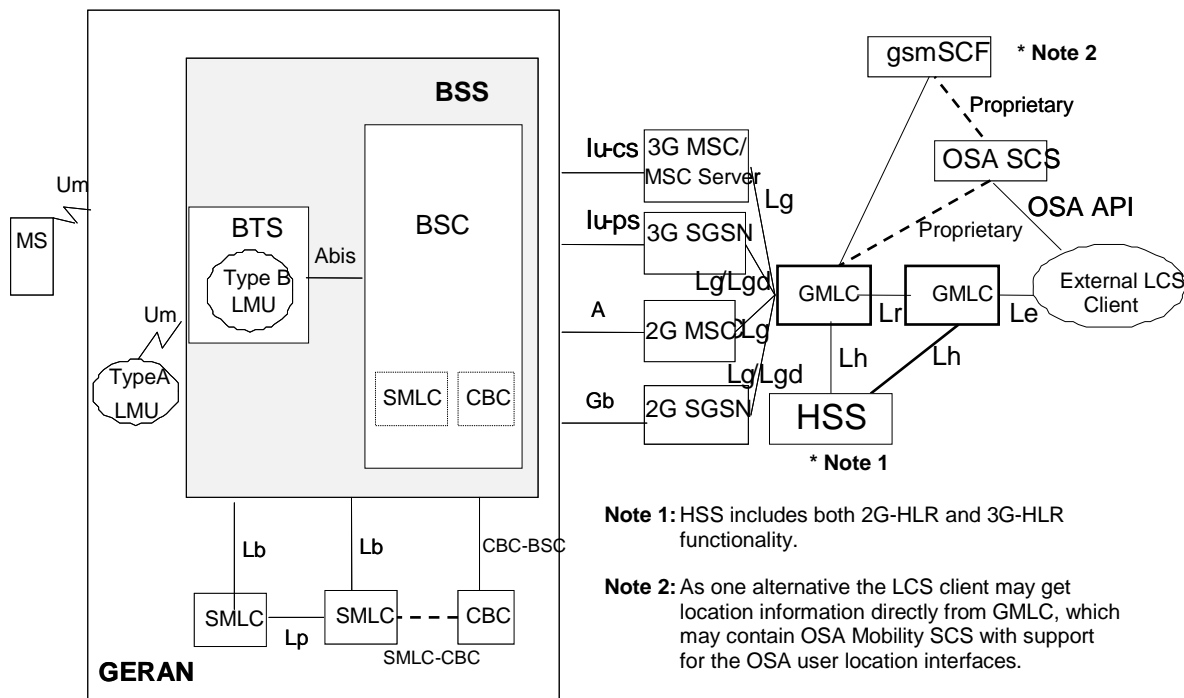 gsmSCF
* Note 2
Proprietary
OSA SCS
OSA API
Proprietary
BSS
BSC
Iu-cs
3G MSC/
MSC Server
Lg
Um
MS
BTS
Type B
LMU
Abis
Iu-ps
3G SGSN
Lg/Lgd
GMLC
Lr
GMLC
Le
External LCS
Client
Um
TypeA
LMU
A
2G MSC
Lg
Lg/Lgd
Lh
Lh
SMLC
CBC
Gb
2G SGSN
HSS
* Note 1
Lb
Lb
CBC-BSC
SMLC
Lp
SMLC
SMLC-CBC
CBC
GERAN
Note 1: HSS includes both 2G-HLR and 3G-HLR
functionality.
Note 2: As one alternative the LCS client may get
location information directly from GMLC, which
may contain OSA Mobility SCS with support
for the OSA user location interfaces.